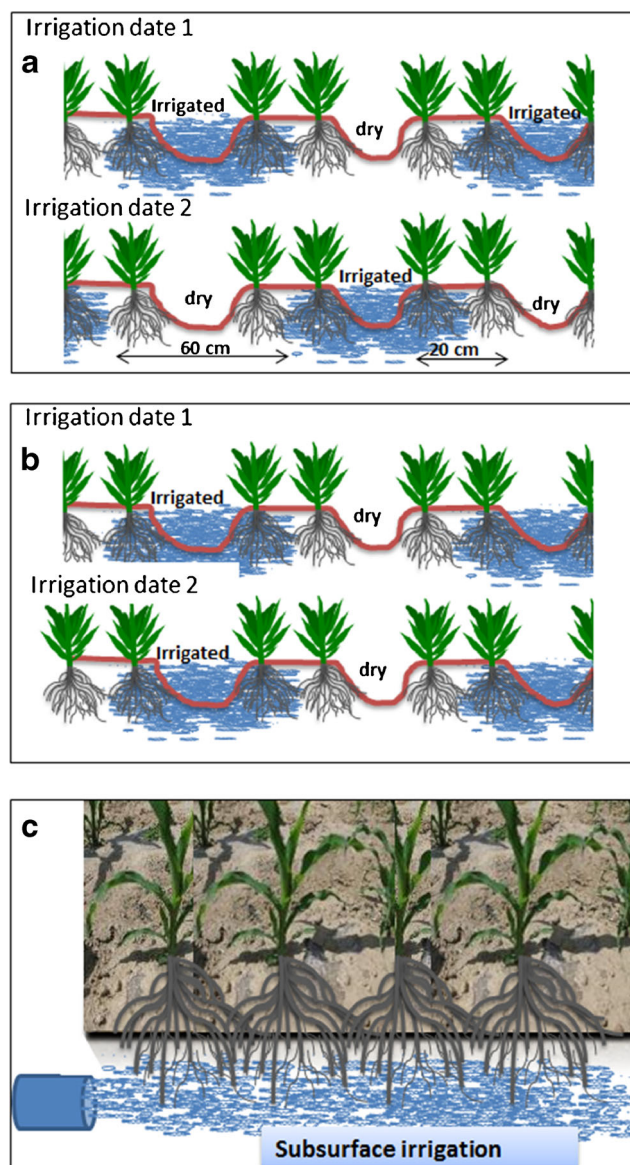 Irrigation date 1
a
Irrigated
dry
Irrigated
Irrigation date 2
dry
Irrigated
dry
60 cm
20 cm
Irrigation date 1
b
Irrigated
dry
Irrigation date 2
Irrigated
dry
c
Subsurface irrigation